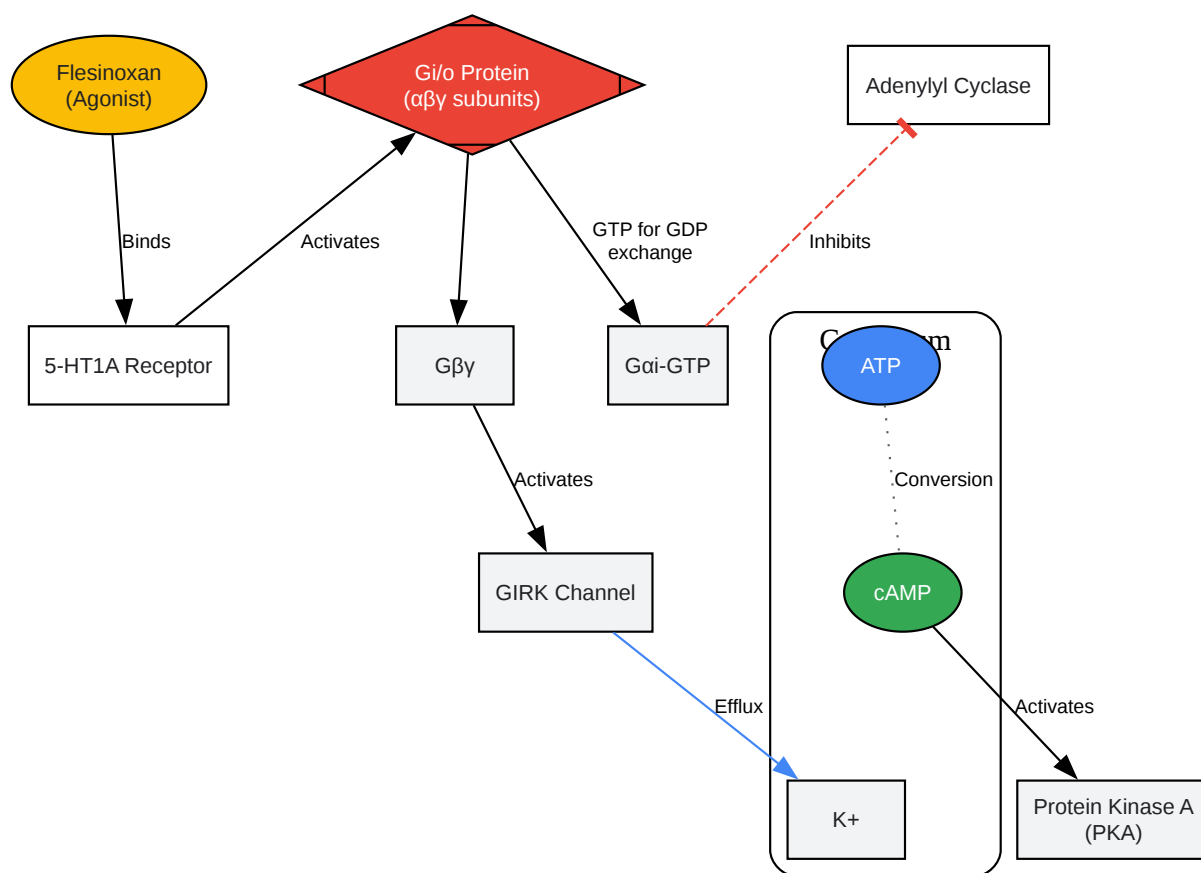 Flesinoxan
(Agonist)
Gi/o Protein
(αβγ subunits)
Adenylyl Cyclase
Binds
Activates
GTP for GDP
exchange
Inhibits
5-HT1A Receptor
Gβγ
Gαi-GTP
ATP
Activates
Conversion
GIRK Channel
cAMP
Efflux
Activates
K+
Protein Kinase A
(PKA)